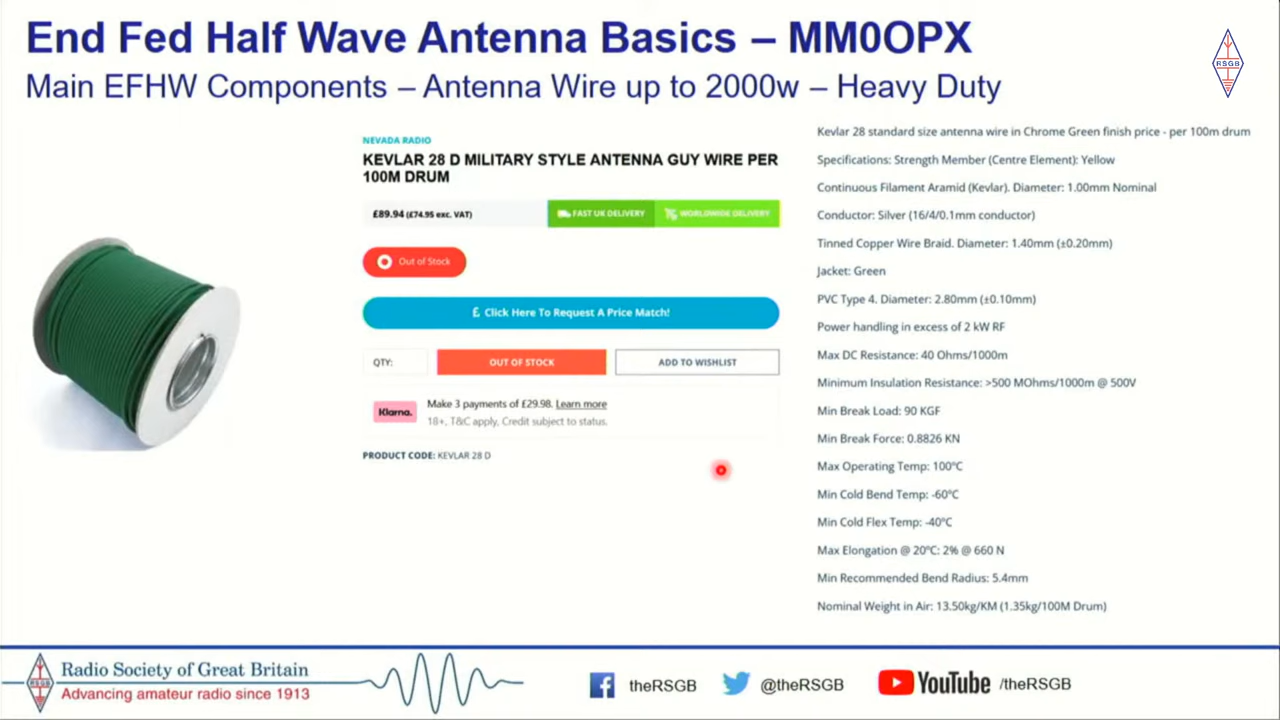 End Fed Half Wave Antenna Basics – MM0OPX
Main EFHW Components – Antenna Wire up to 2000w – Heavy Duty
RSGB
NEVADA RADIO
KEVLAR 28 D MILITARY STYLE ANTENNA GUY WIRE PER
100M DRUM
£89.94 (£74.95 exc. VAT)
FAST UK DELIVERY
WORLDWIDE DELIVERY
Out of Stock
£ Click Here To Request A Price Match!
QTY:
OUT OF STOCK
ADD TO WISHLIST
Klarna.
Make 3 payments of £29.98. Learn more
18+, T&C apply, Credit subject to status.
PRODUCT CODE: KEVLAR 28 D
Kevlar 28 standard size antenna wire in Chrome Green finish price - per 100m drum
Specifications: Strength Member (Centre Element): Yellow
Continuous Filament Aramid (Kevlar). Diameter: 1.00mm Nominal
Conductor: Silver (16/4/0.1mm conductor)
Tinned Copper Wire Braid. Diameter: 1.40mm (±0.20mm)
Jacket: Green
PVC Type 4. Diameter: 2.80mm (±0.10mm)
Power handling in excess of 2 kW RF
Max DC Resistance: 40 Ohms/1000m
Minimum Insulation Resistance: >500 MOhms/1000m @ 500V
Min Break Load: 90 KGF
Min Break Force: 0.8826 KN
Max Operating Temp: 100ºC
Min Cold Bend Temp: -60ºC
Min Cold Flex Temp: -40ºC
Max Elongation @ 20ºC: 2% @ 660 N
Min Recommended Bend Radius: 5.4mm
Nominal Weight in Air: 13.50kg/KM (1.35kg/100M Drum)
RSGB
Radio Society of Great Britain
Advancing amateur radio since 1913
theRSGB
@theRSGB
YouTube /theRSGB